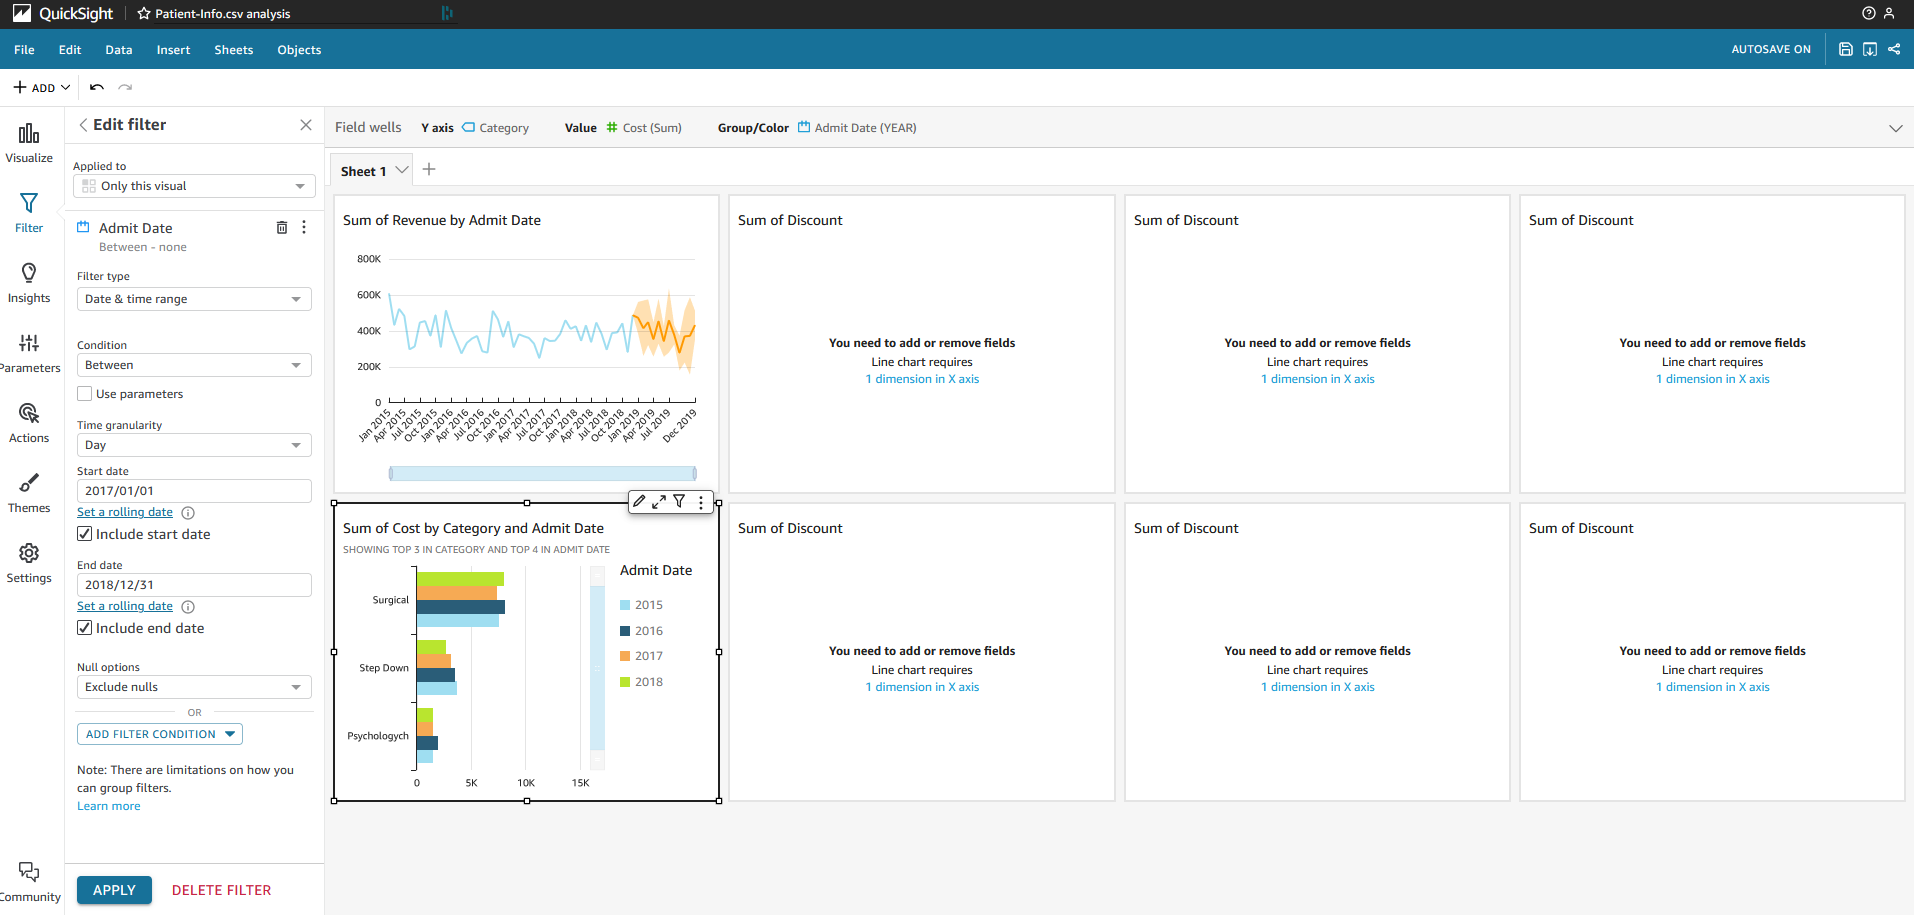 QuickSight
Patient-Info.csv analysis
File Edit Data Insert Sheets Objects
AUTOSAVE ON
ADD
Visualize
Filter
Insights
Parameters
Actions
Themes
Settings
Community
Edit filter
Applied to
Only this visual
Admit Date
Between - none
Filter type
Date & time range
Condition
Between
Use parameters
Time granularity
Day
Start date
2017/01/01
Set a rolling date
Include start date
End date
2018/12/31
Set a rolling date
Include end date
Null options
Exclude nulls
OR
ADD FILTER CONDITION
Note: There are limitations on how you
can group filters.
Learn more
APPLY DELETE FILTER
Field wells Y axis Category Value Cost (Sum) Group/Color Admit Date (YEAR)
Sheet 1
Sum of Revenue by Admit Date
800K
600K
400K
200K
0
Jan 2015 Apr 2015 Jul 2015 Oct 2015 Jan 2016 Apr 2016 Jul 2016 Oct 2016 Jan 2017 Apr 2017 Jul 2017 Oct 2017 Jan 2018 Apr 2018 Jul 2018 Oct 2018 Jan 2019 Apr 2019 Jul 2019 Dec 2019
Sum of Discount
You need to add or remove fields
Line chart requires
1 dimension in X axis
Sum of Discount
You need to add or remove fields
Line chart requires
1 dimension in X axis
Sum of Discount
You need to add or remove fields
Line chart requires
1 dimension in X axis
Sum of Cost by Category and Admit Date
SHOWING TOP 3 IN CATEGORY AND TOP 4 IN ADMIT DATE
Surgical
Step Down
Psychologych
0 5K 10K 15K
Admit Date
2015
2016
2017
2018
Sum of Discount
You need to add or remove fields
Line chart requires
1 dimension in X axis
Sum of Discount
You need to add or remove fields
Line chart requires
1 dimension in X axis
Sum of Discount
You need to add or remove fields
Line chart requires
1 dimension in X axis